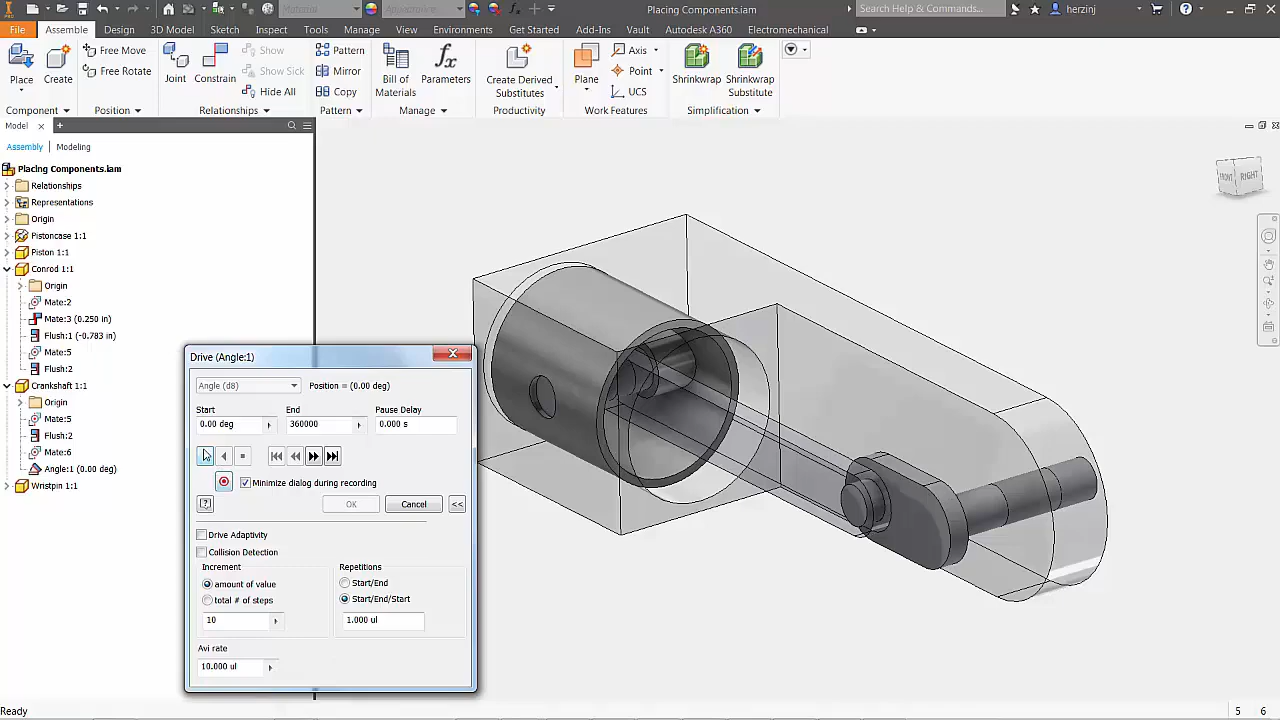 PRO
Material
Appearance
Placing Components.iam
Search Help & Commands...
herzinj
File Assemble Design 3D Model Sketch Inspect Tools Manage View Environments Get Started Add-Ins Vault Autodesk A360 Electromechanical
Place
Create
Free Move
Free Rotate
Joint
Constrain
Show
Show Sick
Hide All
Pattern
Mirror
Copy
Bill of
Materials
Parameters
Create Derived
Substitutes
Plane
Axis
Point
UCS
Shrinkwrap
Shrinkwrap
Substitute
Component Position Relationships Pattern Manage Productivity Work Features Simplification
Model
Assembly Modeling
Placing Components.iam
Relationships
Representations
Origin
Pistoncase 1:1
Piston 1:1
Conrod 1:1
Origin
Mate:2
Mate:3 (0.250 in)
Flush:1 (-0.783 in)
Mate:5
Flush:2
Crankshaft 1:1
Origin
Mate:5
Flush:2
Mate:6
Angle:1 (0.00 deg)
Wristpin 1:1
FRONT RIGHT
Drive (Angle:1)
Angle (d8) Position = (0.00 deg)
Start End Pause Delay
0.00 deg 360000 0.000 s
Minimize dialog during recording
OK Cancel <<
Drive Adaptivity
Collision Detection
Increment
amount of value
total # of steps
10
Repetitions
Start/End
Start/End/Start
1.000 ul
Avi rate
10.000 ul
Ready
5 6